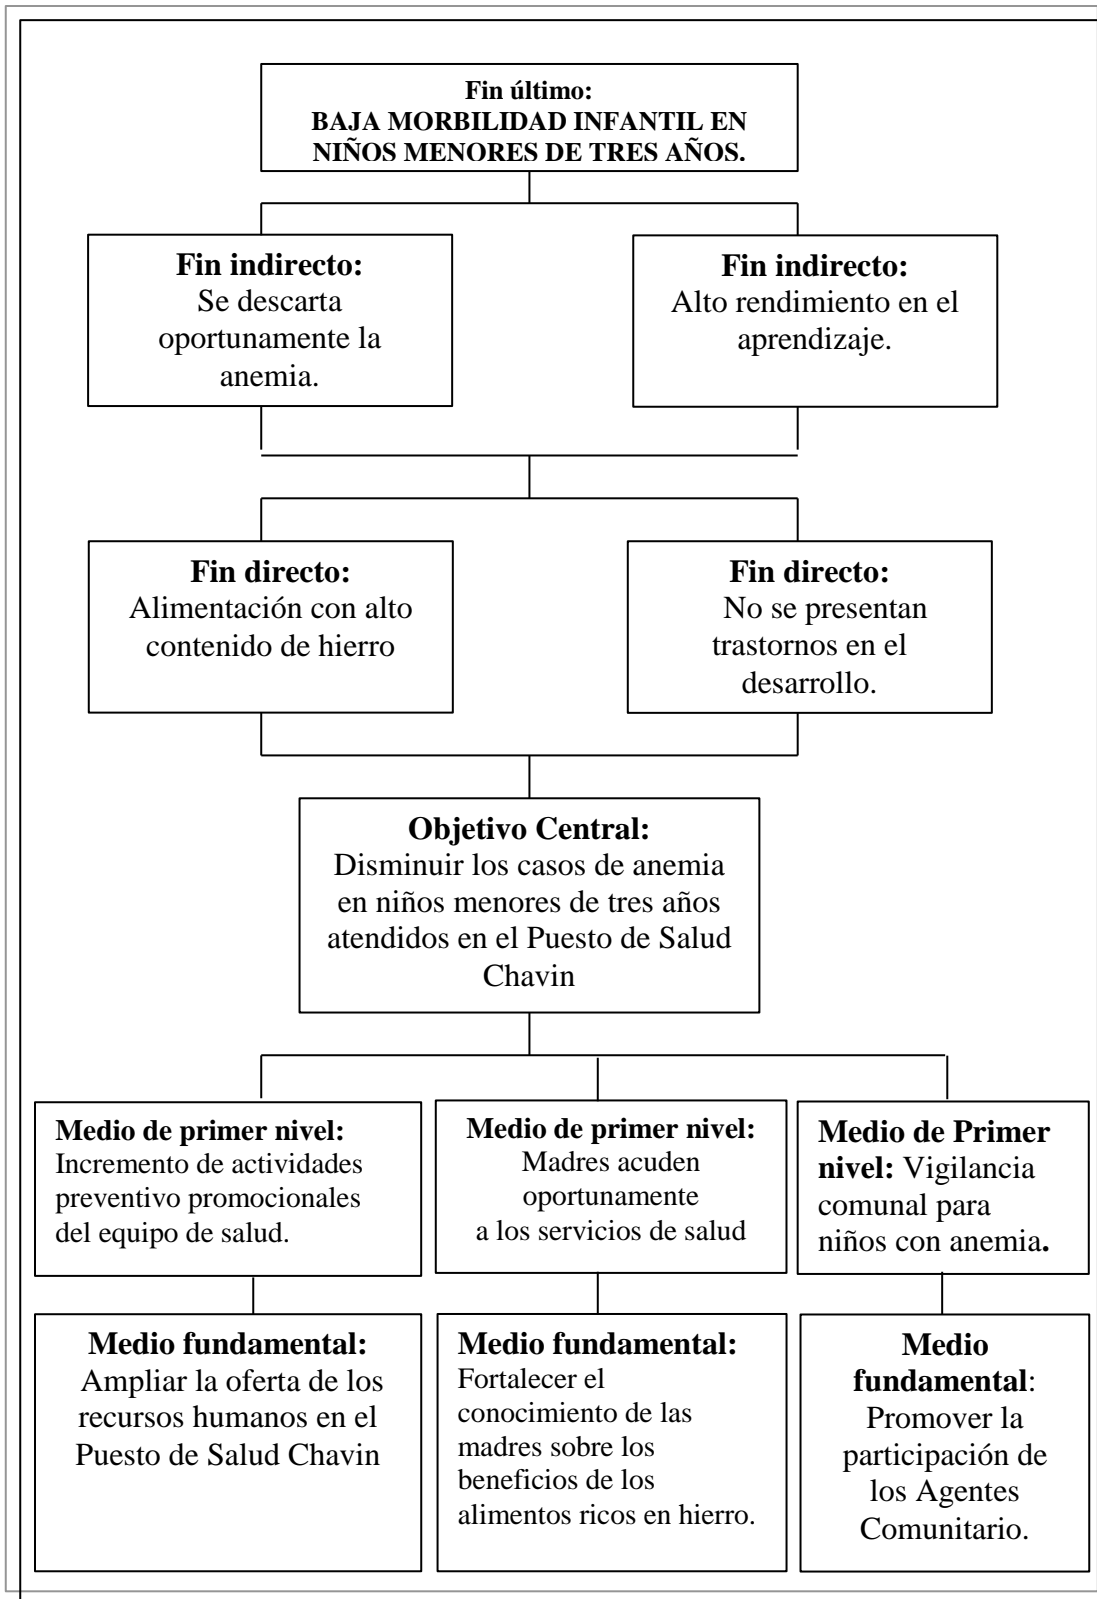 Fin último:
BAJA MORBILIDAD INFANTIL EN
NIÑOS MENORES DE TRES AÑOS.
Fin indirecto:
Se descarta
oportunamente la
anemia.
Fin indirecto:
Alto rendimiento en el
aprendizaje.
Fin directo:
Alimentación con alto
contenido de hierro
Fin directo:
No se presentan
trastornos en el
desarrollo.
Objetivo Central:
Disminuir los casos de anemia
en niños menores de tres años
atendidos en el Puesto de Salud
Chavin
Medio de primer nivel:
Incremento de actividades
preventivo promocionales
del equipo de salud.
Medio de primer nivel:
Madres acuden
oportunamente
a los servicios de salud
Medio de Primer
nivel: Vigilancia
comunal para
niños con anemia.
Medio fundamental:
Ampliar la oferta de los
recursos humanos en el
Puesto de Salud Chavin
Medio fundamental:
Fortalecer el
conocimiento de las
madres sobre los
beneficios de los
alimentos ricos en hierro.
Medio
fundamental:
Promover la
participación de
los Agentes
Comunitario.